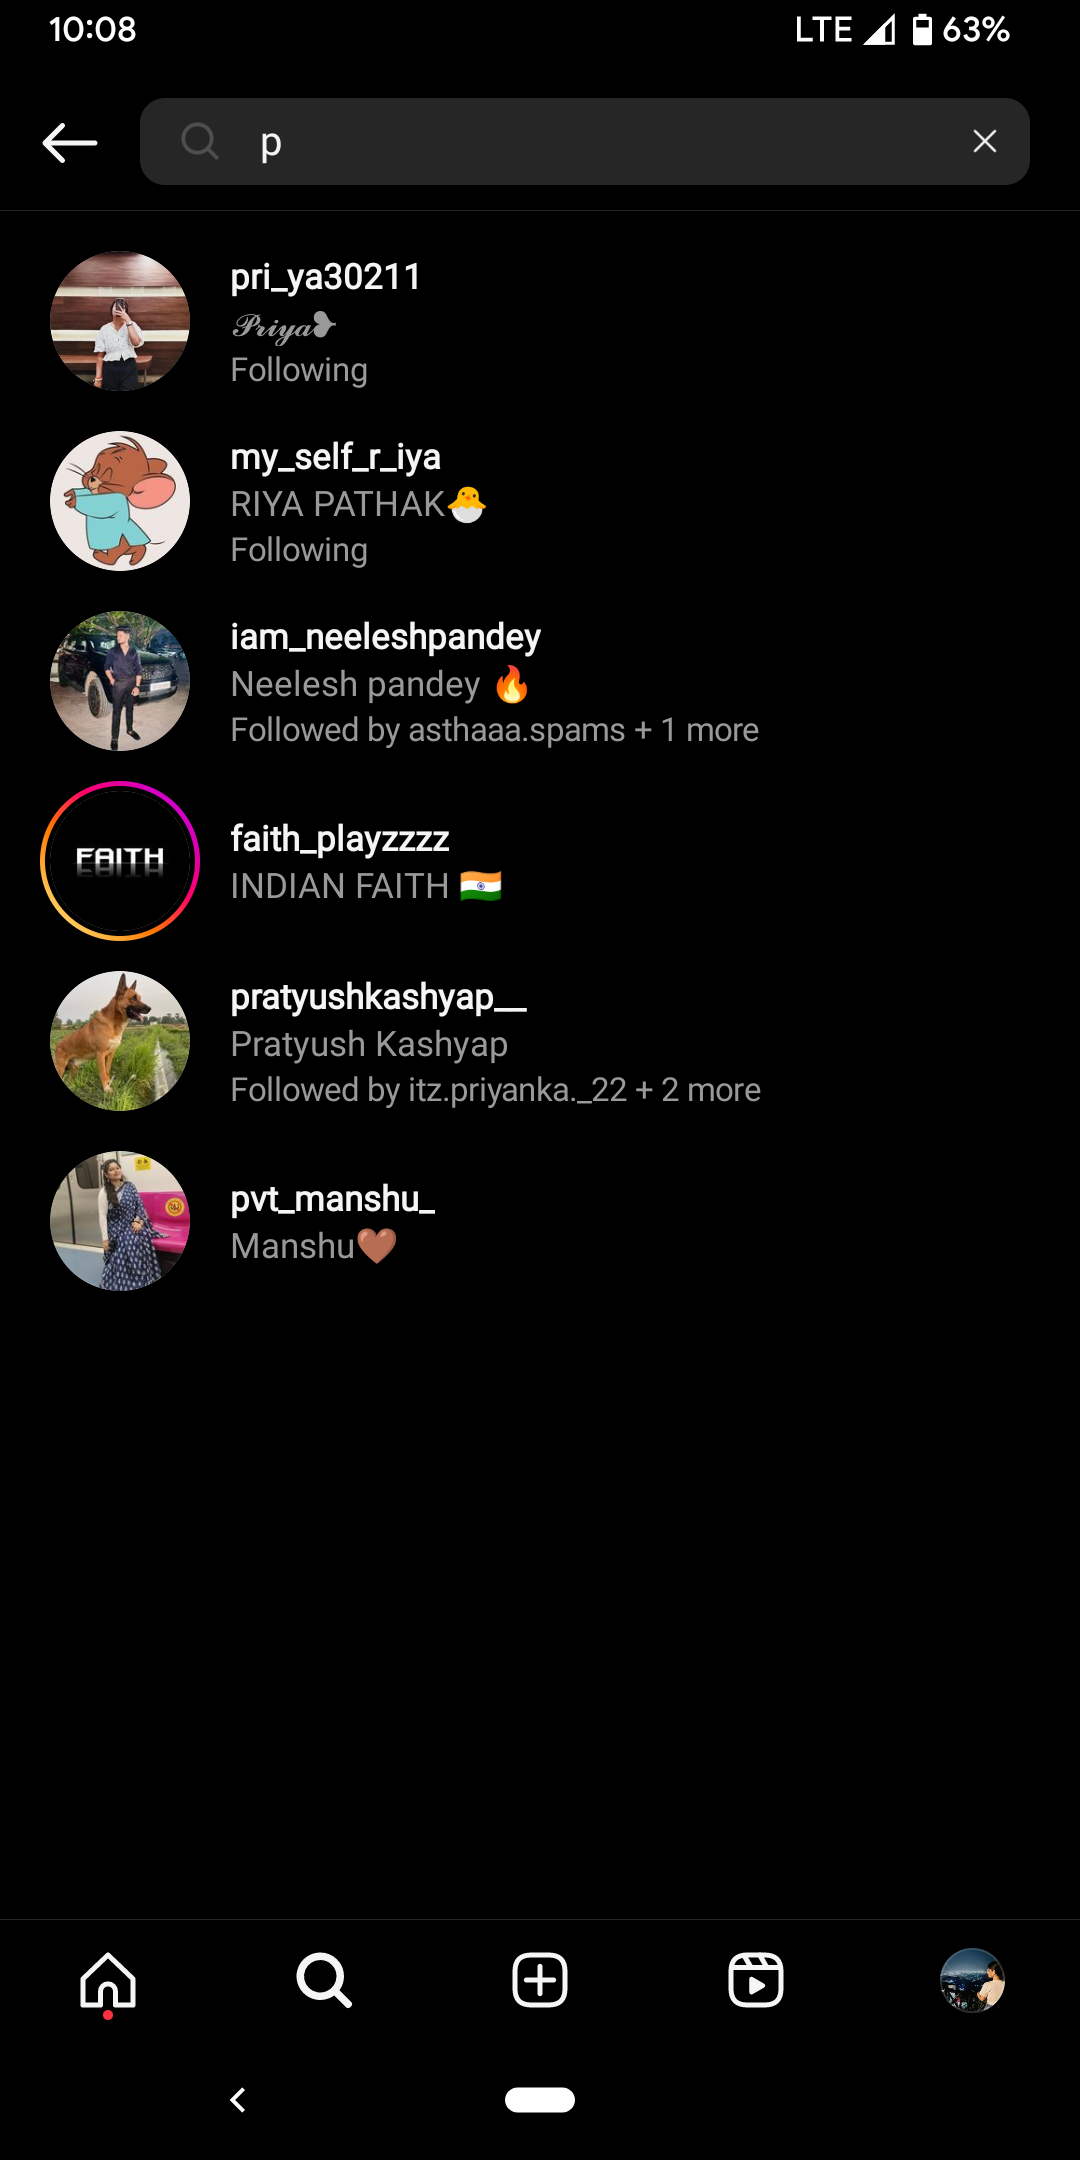 10:08 LTE 63%
p
pri_ya30211
𝒫𝓇𝒾𝓎𝒶❥
Following
my_self_r_iya
RIYA PATHAK🐣
Following
iam_neeleshpandey
Neelesh pandey 🔥
Followed by asthaaa.spams + 1 more
FAITH
faith_playzzzz
INDIAN FAITH 🇮🇳
pratyushkashyap__
Pratyush Kashyap
Followed by itz.priyanka._22 + 2 more
pvt_manshu_
Manshu🤎